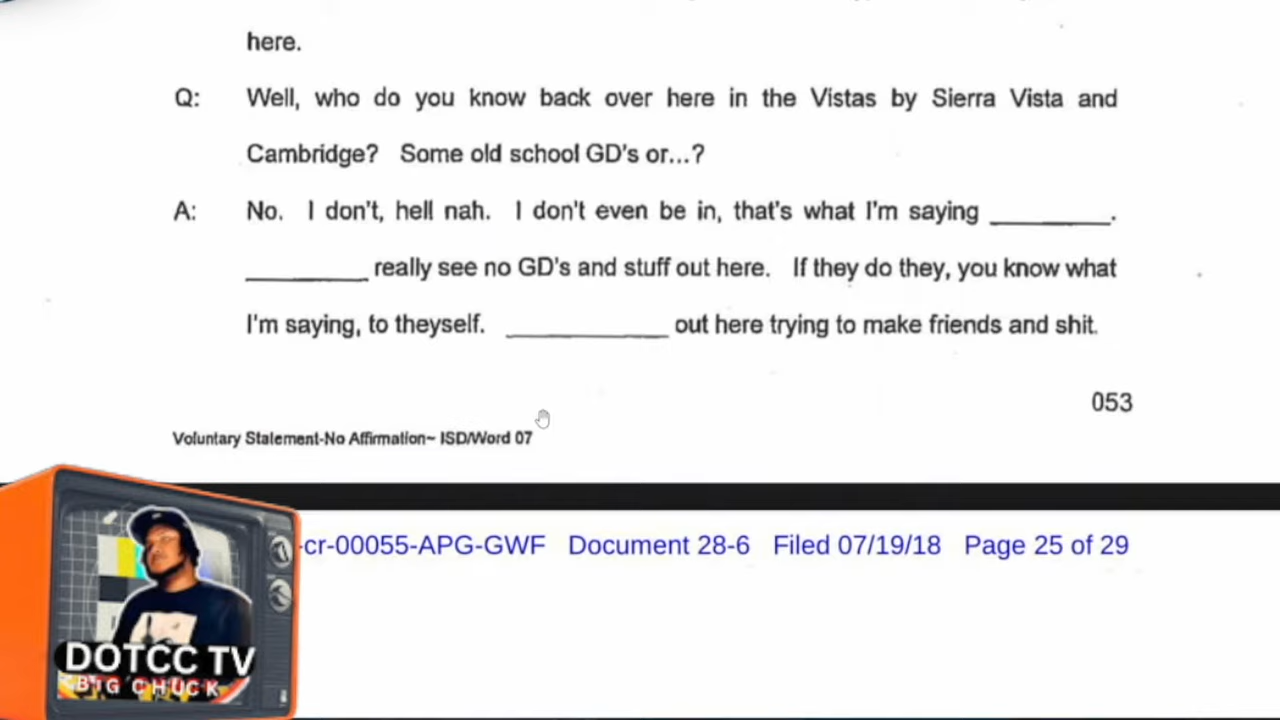 here.
Q: Well, who do you know back over here in the Vistas by Sierra Vista and
Cambridge? Some old school GD's or...?
A: No. I don't, hell nah. I don't even be in, that's what I'm saying ________.
________ really see no GD's and stuff out here. If they do they, you know what
I'm saying, to theyself. ___________ out here trying to make friends and shit.
053
Voluntary Statement-No Affirmation~ ISD/Word 07
-cr-00055-APG-GWF Document 28-6 Filed 07/19/18 Page 25 of 29
DOTCC TV
BIG CHUCK